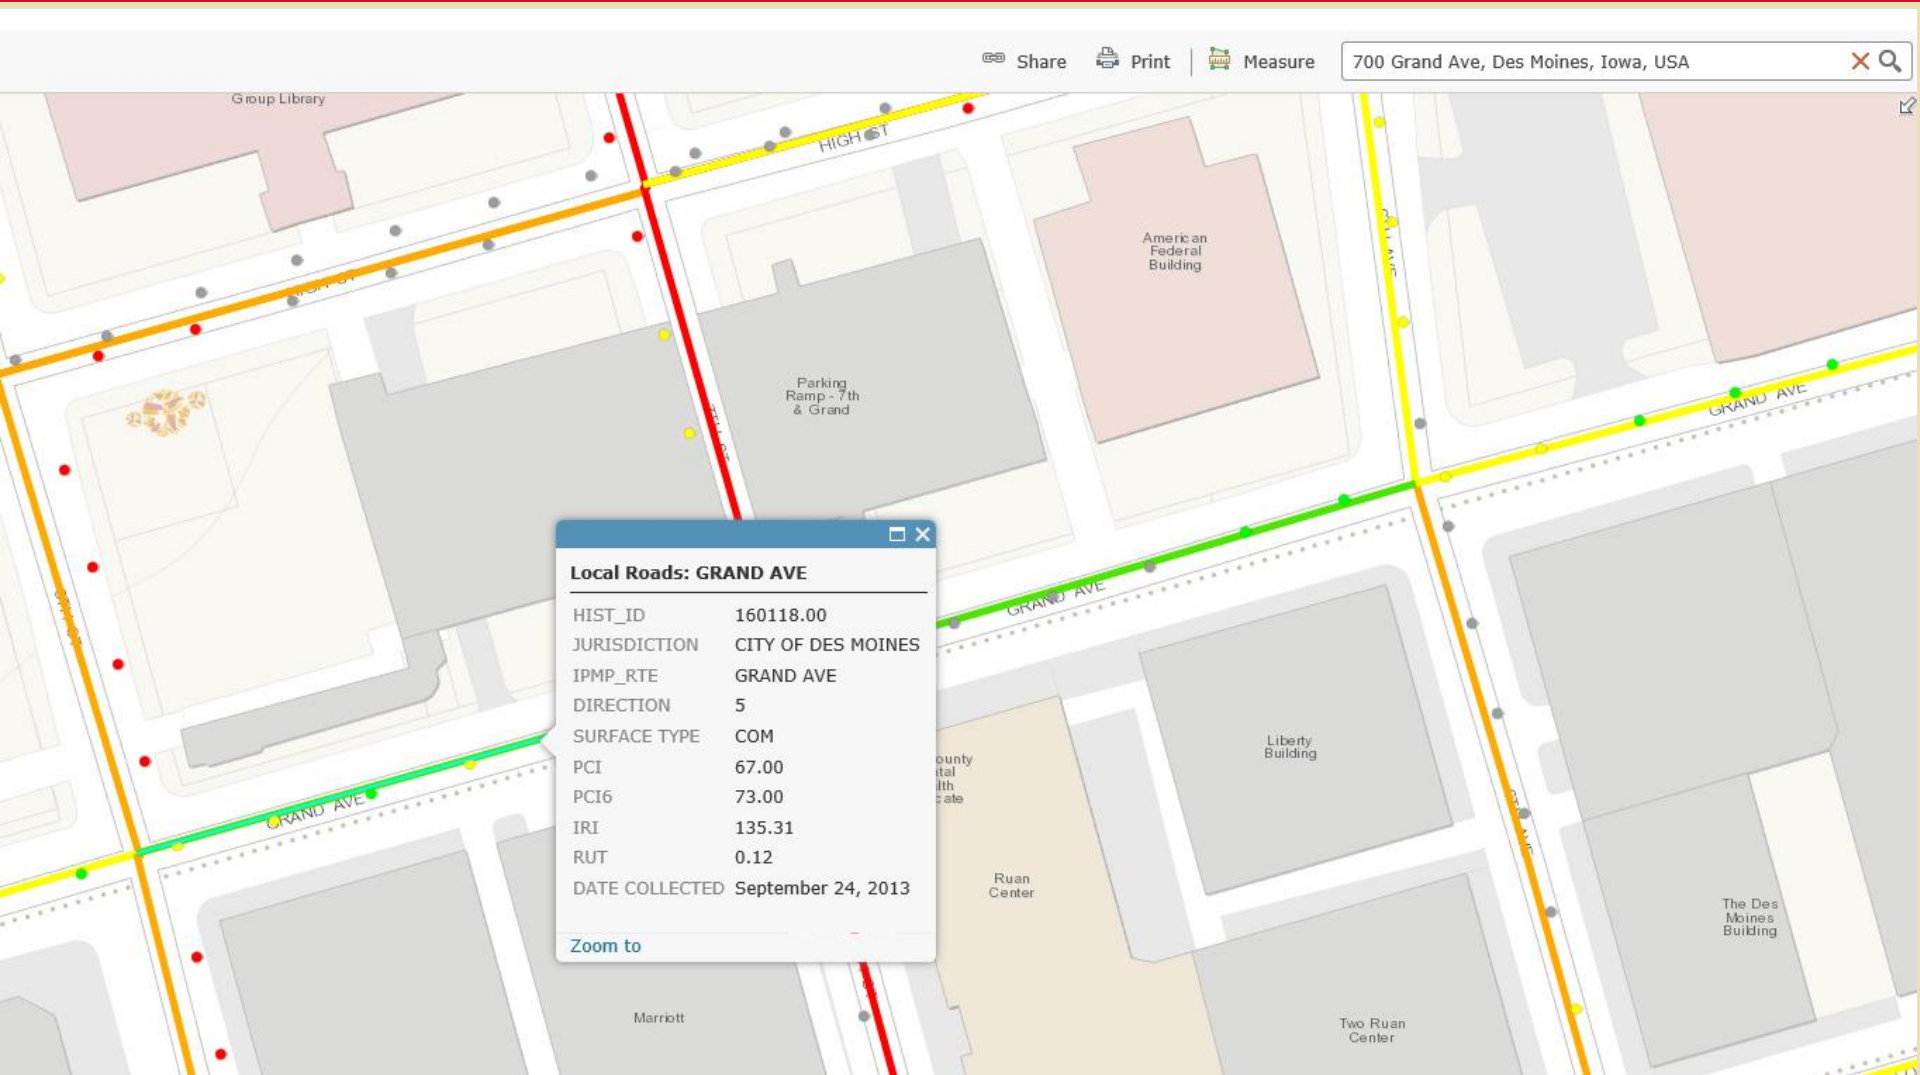 Share
Print
Measure
700 Grand Ave, Des Moines, Iowa, USA
Group Library
HIGH ST
American
Federal
Building
HIGH ST
Parking
Ramp - 7th
& Grand
7TH ST
GRAND AVE
GRAND AVE
Local Roads: GRAND AVE
HIST_ID 160118.00
JURISDICTION CITY OF DES MOINES
IPMP_RTE GRAND AVE
DIRECTION 5
SURFACE TYPE COM
PCI 67.00
PCI6 73.00
IRI 135.31
RUT 0.12
DATE COLLECTED September 24, 2013
Zoom to
Liberty
Building
GRAND AVE
Ruan
Center
The Des
Moines
Building
Marriott
Two Ruan
Center